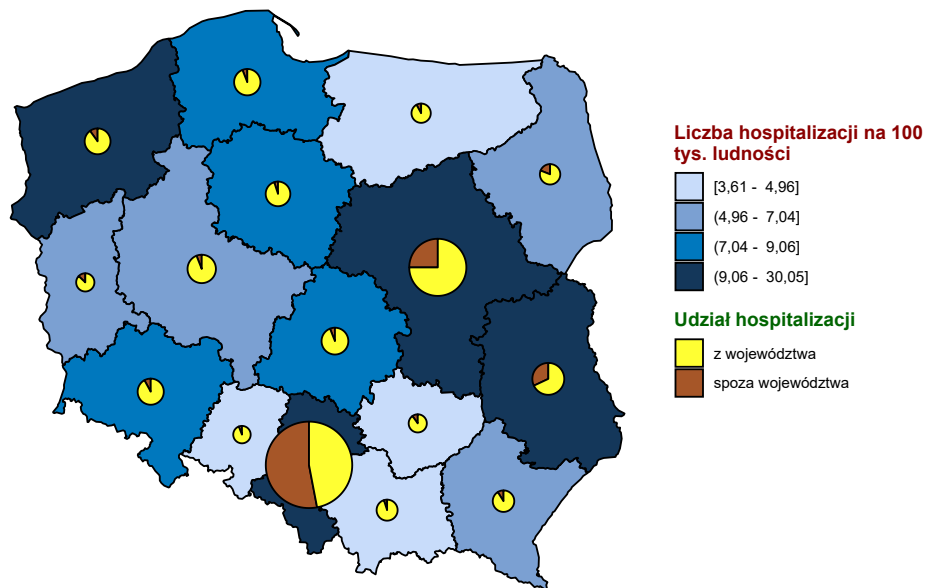 Liczba hospitalizacji na 100
tys. ludności
[3,61 - 4,96]
(4,96 - 7,04]
(7,04 - 9,06]
(9,06 - 30,05]
Udział hospitalizacji
z województwa
spoza województwa